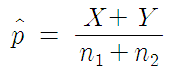 p̂ = (X + Y) / (n₁ + n₂)